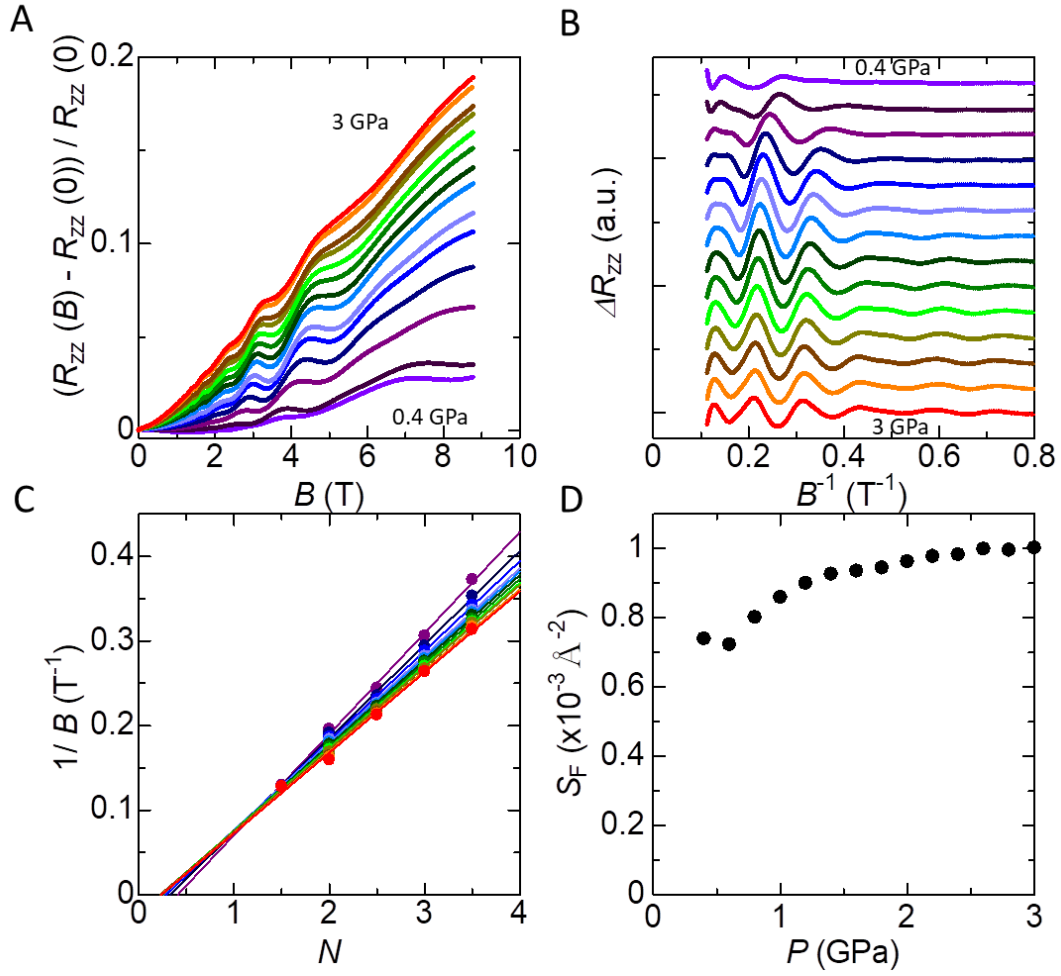 A
(R_zz (B) - R_zz (0)) / R_zz (0)
0.2
0.1
0
3 GPa
0.4 GPa
0 2 4 6 8 10
B (T)
B
ΔR_zz (a.u.)
0.4 GPa
3 GPa
0 0.2 0.4 0.6 0.8
B^-1 (T^-1)
C
1/ B (T^-1)
0.4
0.3
0.2
0.1
0
0 1 2 3 4
N
D
S_F (x10^-3 Å^-2)
1
0.8
0.6
0.4
0.2
0
0 1 2 3
P (GPa)